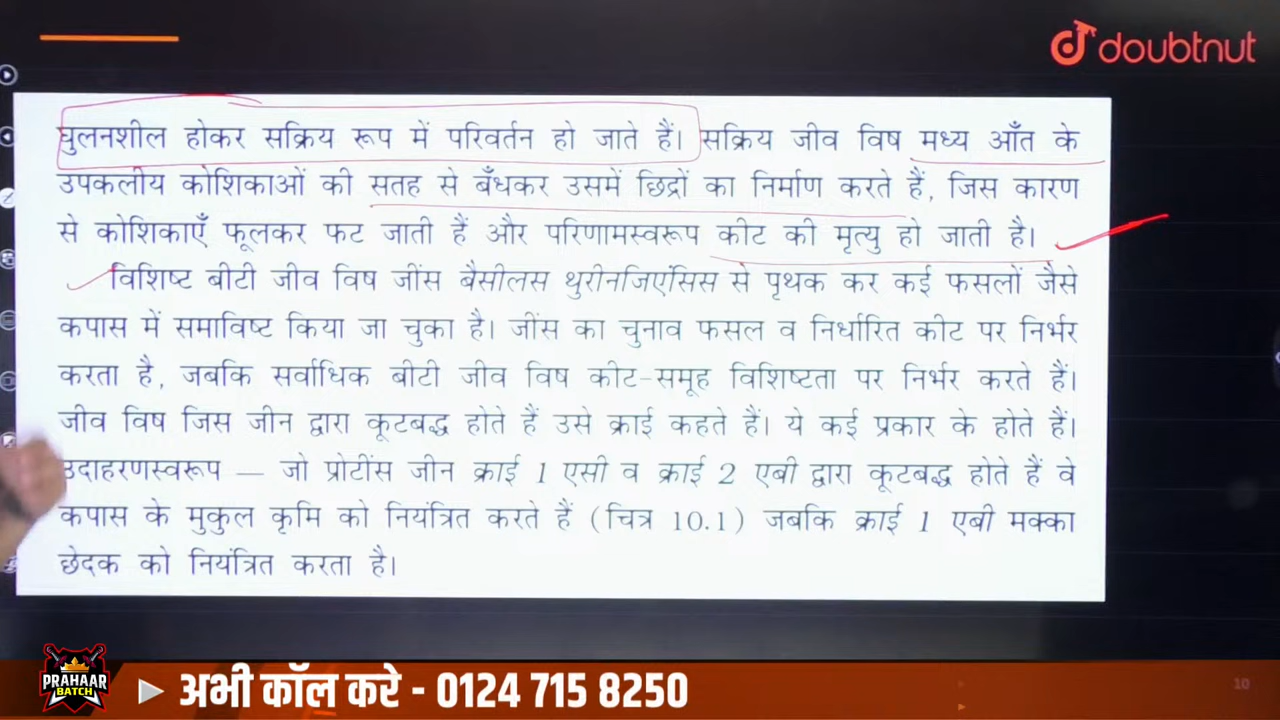 doubtnut
घुलनशील होकर सक्रिय रूप में परिवर्तन हो जाते हैं। सक्रिय जीव विष मध्य आँत के
उपकलीय कोशिकाओं की सतह से बँधकर उसमें छिद्रों का निर्माण करते हैं, जिस कारण
से कोशिकाएँ फूलकर फट जाती हैं और परिणामस्वरूप कीट की मृत्यु हो जाती है।
विशिष्ट बीटी जीव विष जींस बैसीलस थुरीनजिएंसिस से पृथक कर कई फसलों जैसे
कपास में समाविष्ट किया जा चुका है। जींस का चुनाव फसल व निर्धारित कीट पर निर्भर
करता है, जबकि सर्वाधिक बीटी जीव विष कीट-समूह विशिष्टता पर निर्भर करते हैं।
जीव विष जिस जीन द्वारा कूटबद्ध होते हैं उसे क्राई कहते हैं। ये कई प्रकार के होते हैं।
उदाहरणस्वरूप — जो प्रोटींस जीन क्राई 1 एसी व क्राई 2 एबी द्वारा कूटबद्ध होते हैं वे
कपास के मुकुल कृमि को नियंत्रित करते हैं (चित्र 10.1) जबकि क्राई 1 एबी मक्का
छेदक को नियंत्रित करता है।
PRAHAAR
BATCH
अभी कॉल करे - 0124 715 8250
10